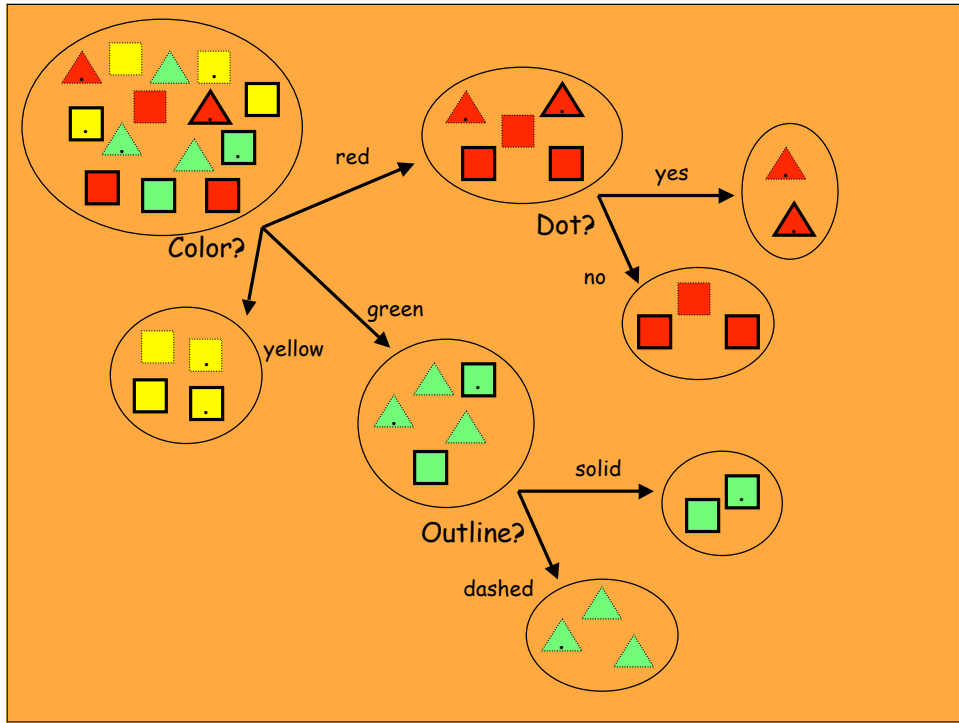 red
yes
Color?
Dot?
no
green
yellow
solid
Outline?
dashed